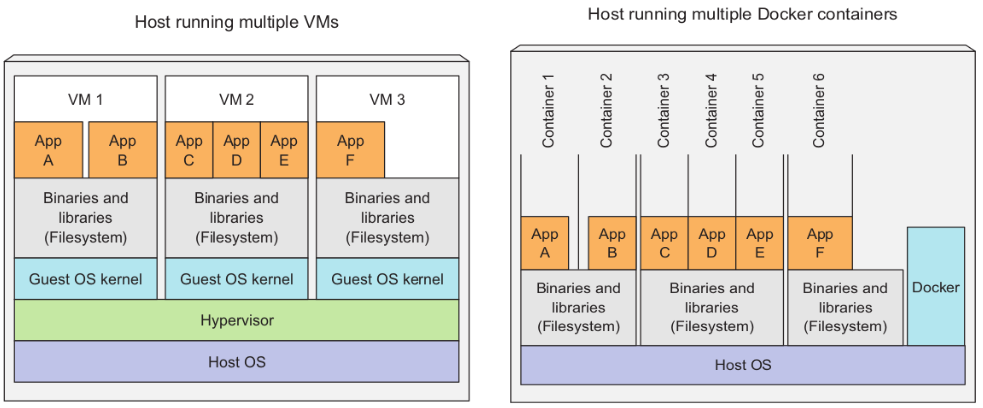 Host running multiple VMs
VM 1
VM 2
VM 3
App
A
App
B
App
C
App
D
App
E
App
F
Binaries and
libraries
(Filesystem)
Binaries and
libraries
(Filesystem)
Binaries and
libraries
(Filesystem)
Guest OS kernel
Guest OS kernel
Guest OS kernel
Hypervisor
Host OS
Host running multiple Docker containers
Container 1
Container 2
Container 3
Container 4
Container 5
Container 6
App
A
App
B
App
C
App
D
App
E
App
F
Binaries and
libraries
(Filesystem)
Binaries and
libraries
(Filesystem)
Binaries and
libraries
(Filesystem)
Docker
Host OS